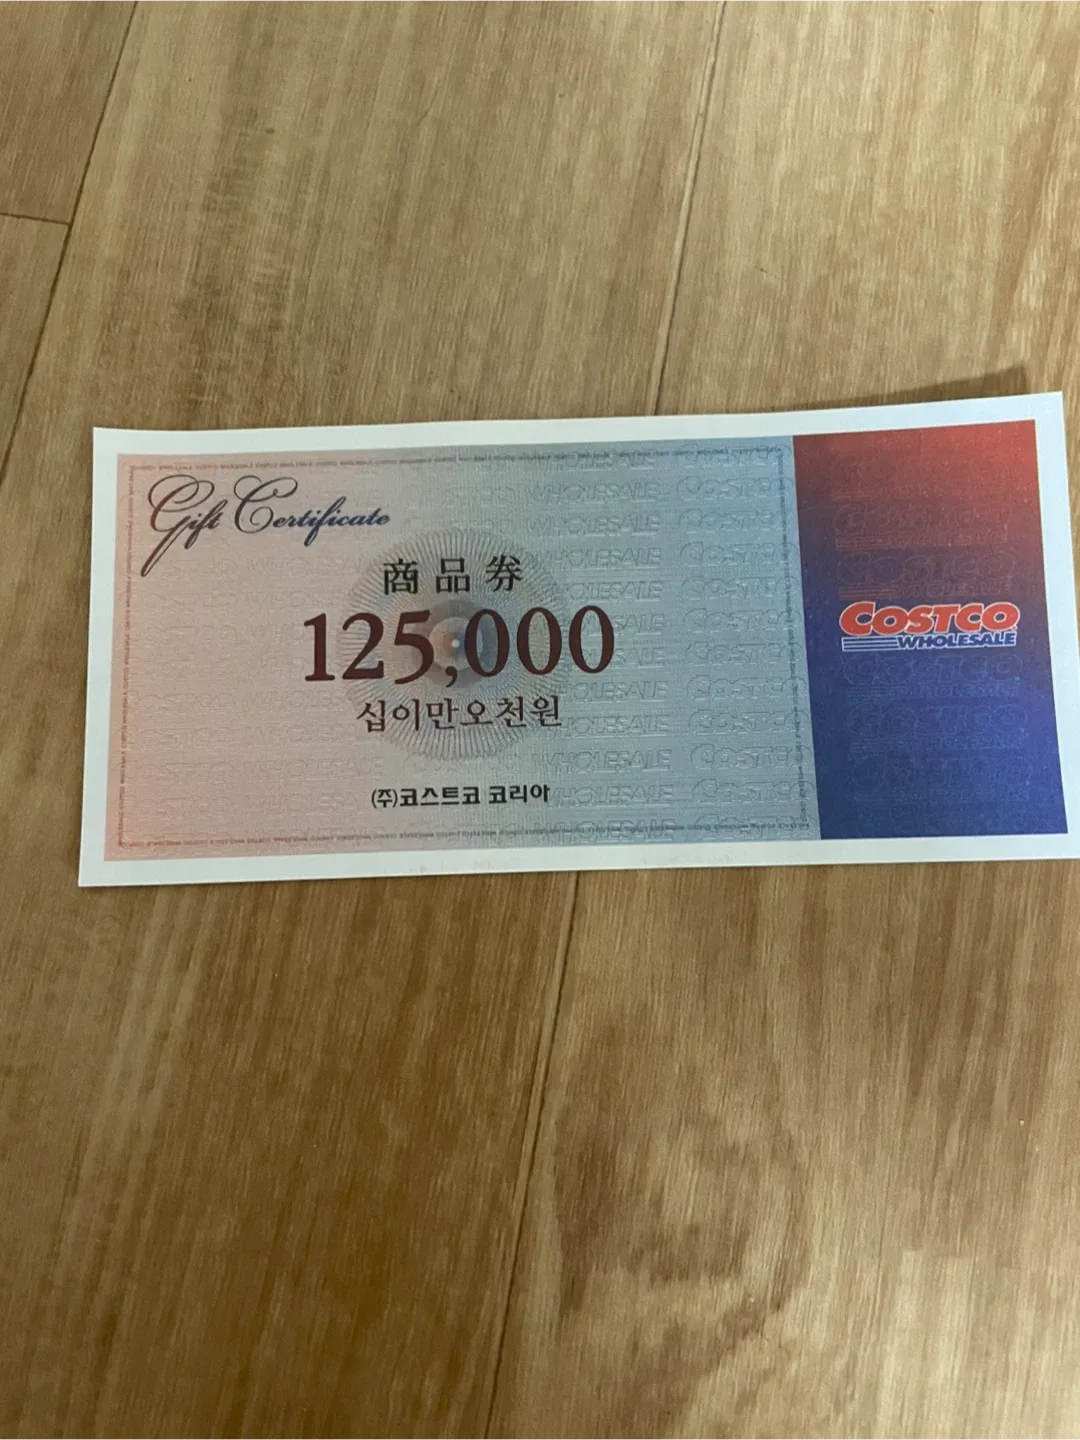 Gift Certificate
商品券
125,000
십이만오천원
(주)코스트코 코리아
COSTCO
WHOLESALE